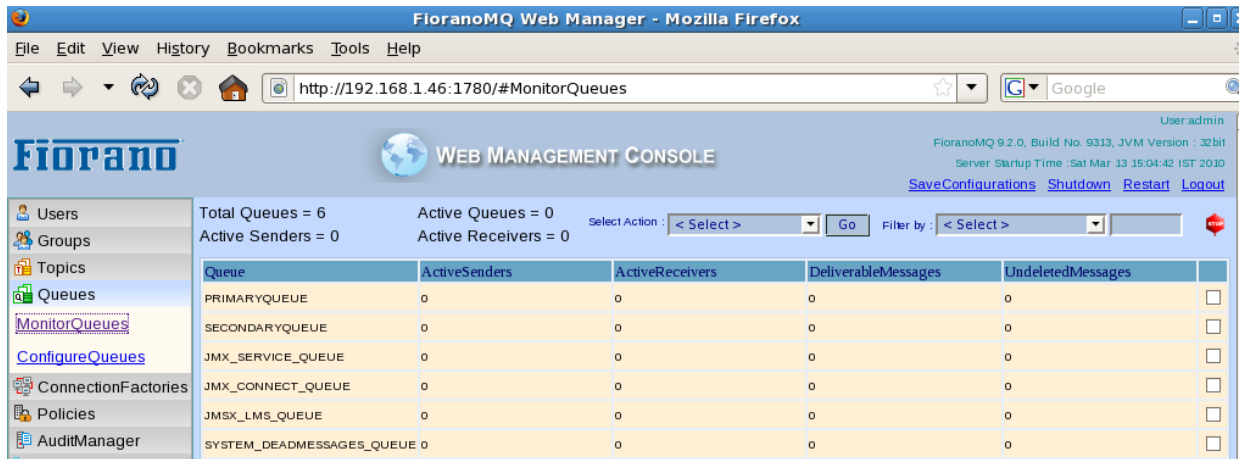 FioranoMQ Web Manager - Mozilla Firefox
File Edit View History Bookmarks Tools Help
http://192.168.1.46:1780/#MonitorQueues
G Google
Fiorano
WEB MANAGEMENT CONSOLE
User:admin
FioranoMQ 9.2.0, Build No. 9313, JVM Version : 32bit
Server Startup Time :Sat Mar 13 15:04:42 IST 2010
SaveConfigurations Shutdown Restart Logout
Users
Groups
Topics
Queues
MonitorQueues
ConfigureQueues
ConnectionFactories
Policies
AuditManager
Total Queues = 6 Active Queues = 0
Active Senders = 0 Active Receivers = 0
Select Action : < Select > Go Filter by : < Select >
STOP
Queue ActiveSenders ActiveReceivers DeliverableMessages UndeletedMessages
PRIMARYQUEUE 0 0 0 0
SECONDARYQUEUE 0 0 0 0
JMX_SERVICE_QUEUE 0 0 0 0
JMX_CONNECT_QUEUE 0 0 0 0
JMSX_LMS_QUEUE 0 0 0 0
SYSTEM_DEADMESSAGES_QUEUE 0 0 0 0